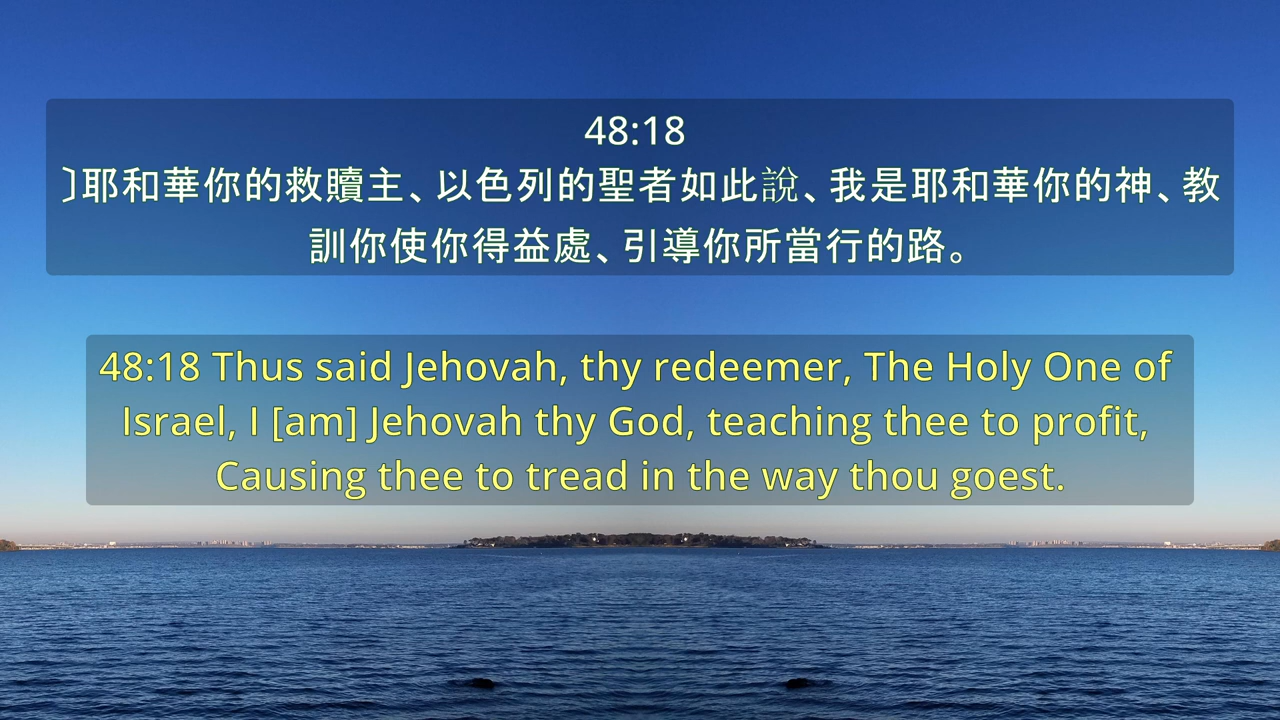 48:18
〕耶和華你的救贖主、以色列的聖者如此說、我是耶和華你的神、教
訓你使你得益處、引導你所當行的路。
48:18 Thus said Jehovah, thy redeemer, The Holy One of
Israel, I [am] Jehovah thy God, teaching thee to profit,
Causing thee to tread in the way thou goest.